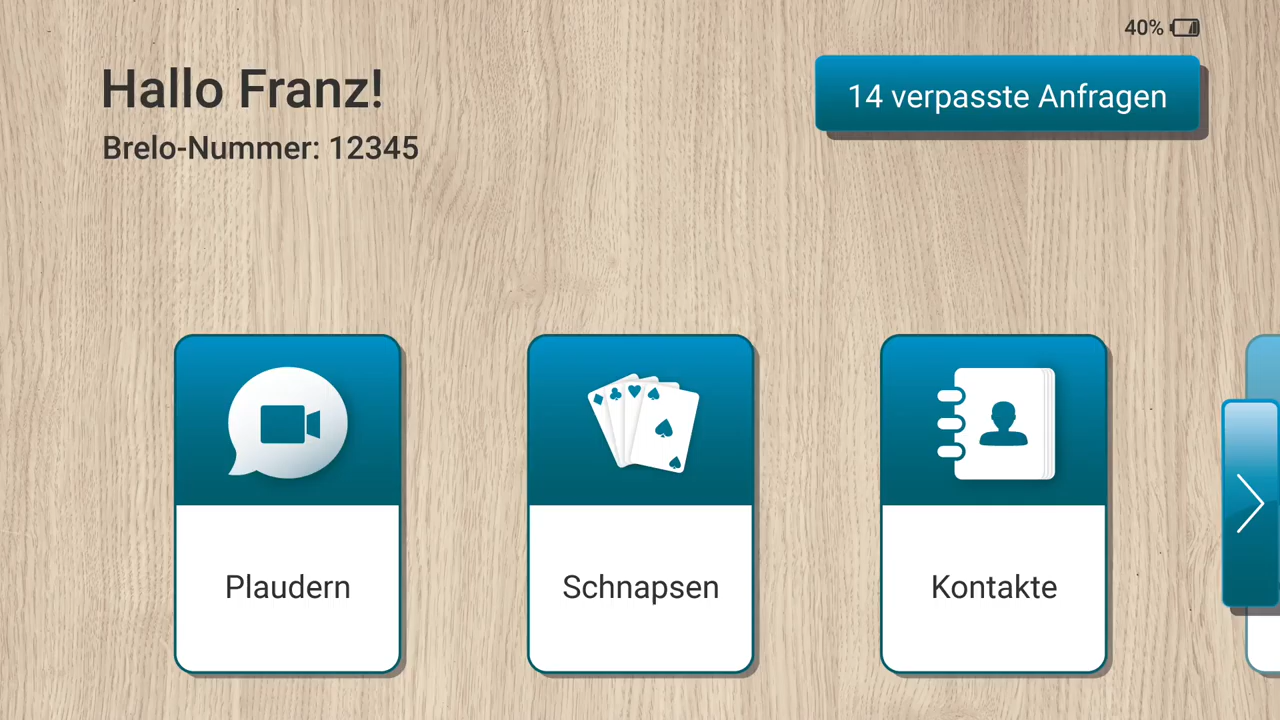 40%
Hallo Franz!
14 verpasste Anfragen
Brelo-Nummer: 12345
Plaudern
Schnapsen
Kontakte